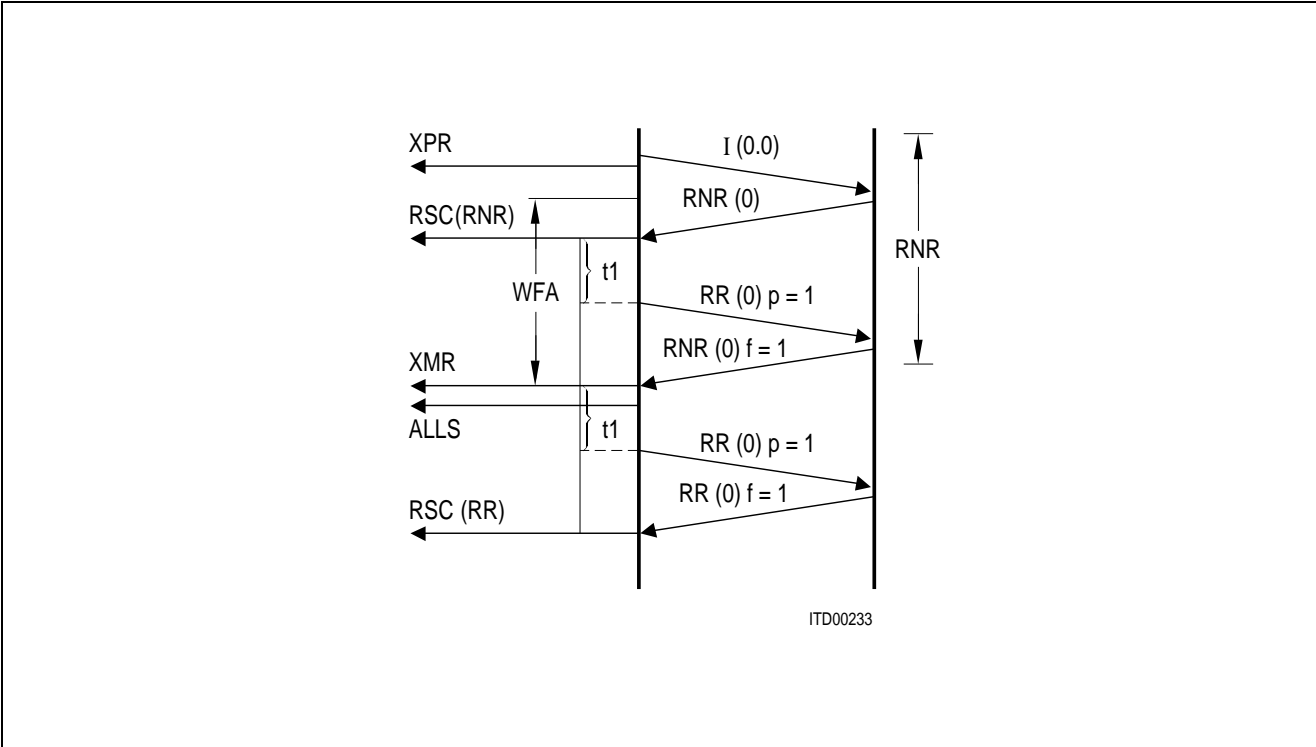 XPR
I (0.0)
RNR (0)
RSC(RNR)
RNR
t1
WFA
RR (0) p = 1
RNR (0) f = 1
XMR
ALLS
t1
RR (0) p = 1
RR (0) f = 1
RSC (RR)
ITD00233